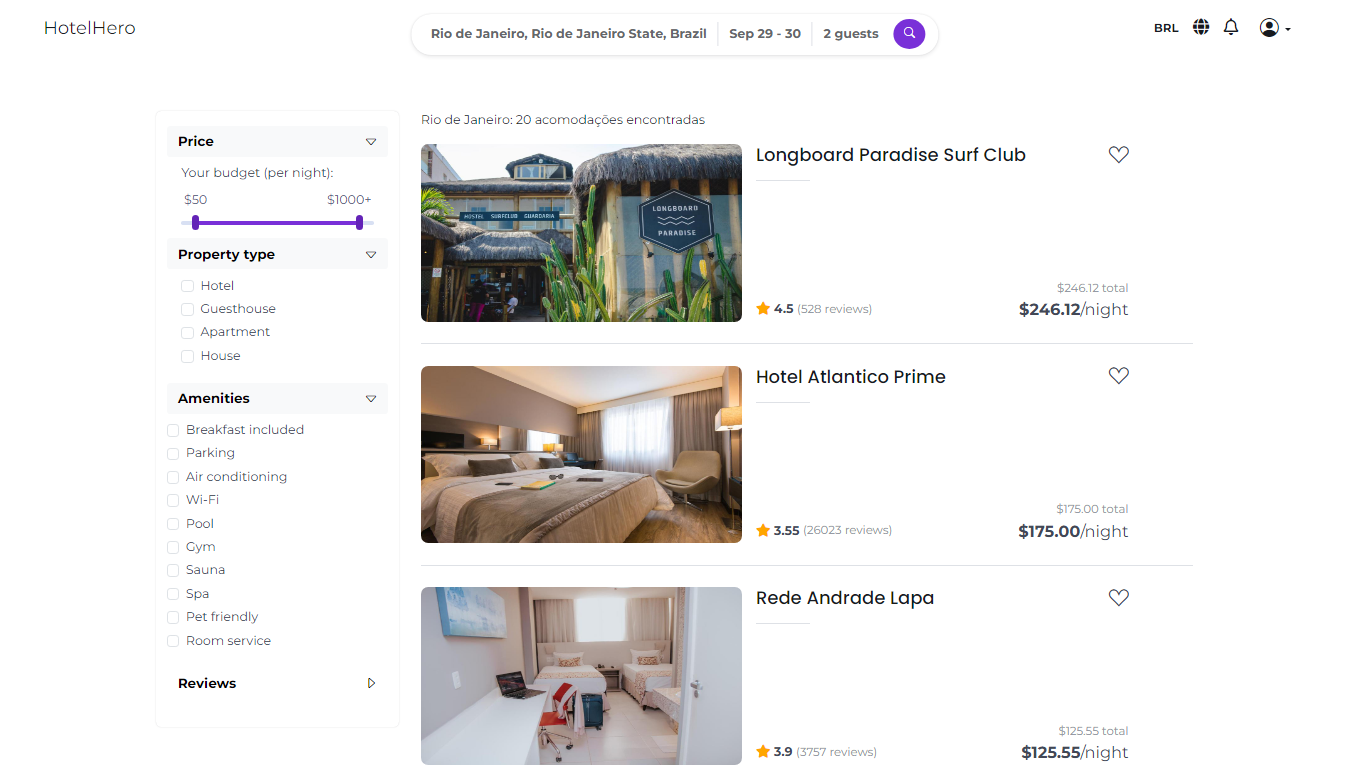 HotelHero
Rio de Janeiro, Rio de Janeiro State, Brazil
Sep 29 - 30
2 guests
BRL
Price
Your budget (per night):
$50
$1000+
Property type
Hotel
Guesthouse
Apartment
House
Amenities
Breakfast included
Parking
Air conditioning
Wi-Fi
Pool
Gym
Sauna
Spa
Pet friendly
Room service
Reviews
Rio de Janeiro: 20 acomodações encontradas
HOSTEL SURFCLUB GUARDARIA
LONGBOARD
PARADISE
Longboard Paradise Surf Club
4.5 (528 reviews)
$246.12 total
$246.12/night
Hotel Atlantico Prime
3.55 (26023 reviews)
$175.00 total
$175.00/night
Rede Andrade Lapa
3.9 (3757 reviews)
$125.55 total
$125.55/night